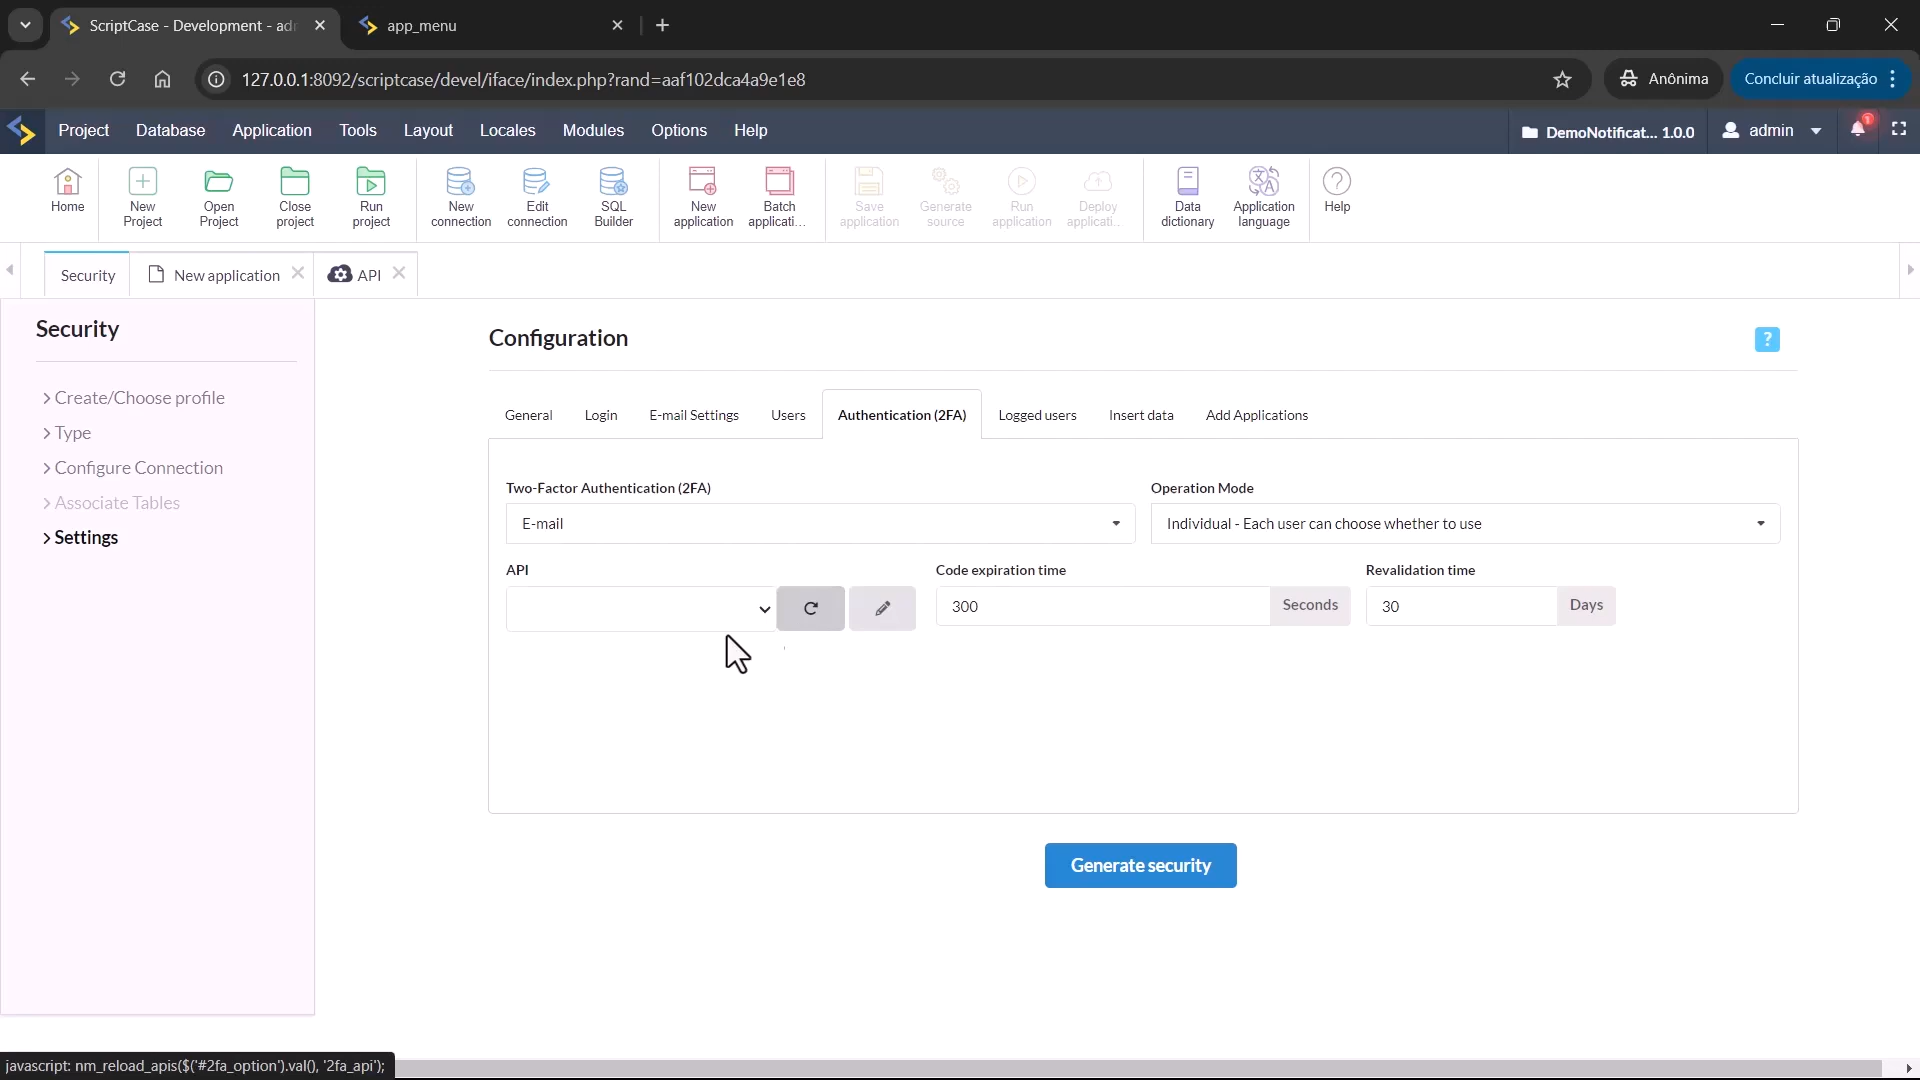 ScriptCase - Development - adr
app_menu
127.0.0.1:8092/scriptcase/devel/iface/index.php?rand=aaf102dca4a9e1e8
Anônima
Concluir atualização
Project Database Application Tools Layout Locales Modules Options Help
DemoNotificat... 1.0.0
admin
1
Home
New Project
Open Project
Close project
Run project
New connection
Edit connection
SQL Builder
New application
Batch applicati...
Save application
Generate source
Run application
Deploy applicati...
Data dictionary
Application language
Help
Security
New application
API
Security
Create/Choose profile
Type
Configure Connection
Associate Tables
Settings
Configuration
?
General Login E-mail Settings Users Authentication (2FA) Logged users Insert data Add Applications
Two-Factor Authentication (2FA)
E-mail
Operation Mode
Individual - Each user can choose whether to use
API
Code expiration time
300 Seconds
Revalidation time
30 Days
Generate security
javascript: nm_reload_apis($('#2fa_option').val(), '2fa_api');